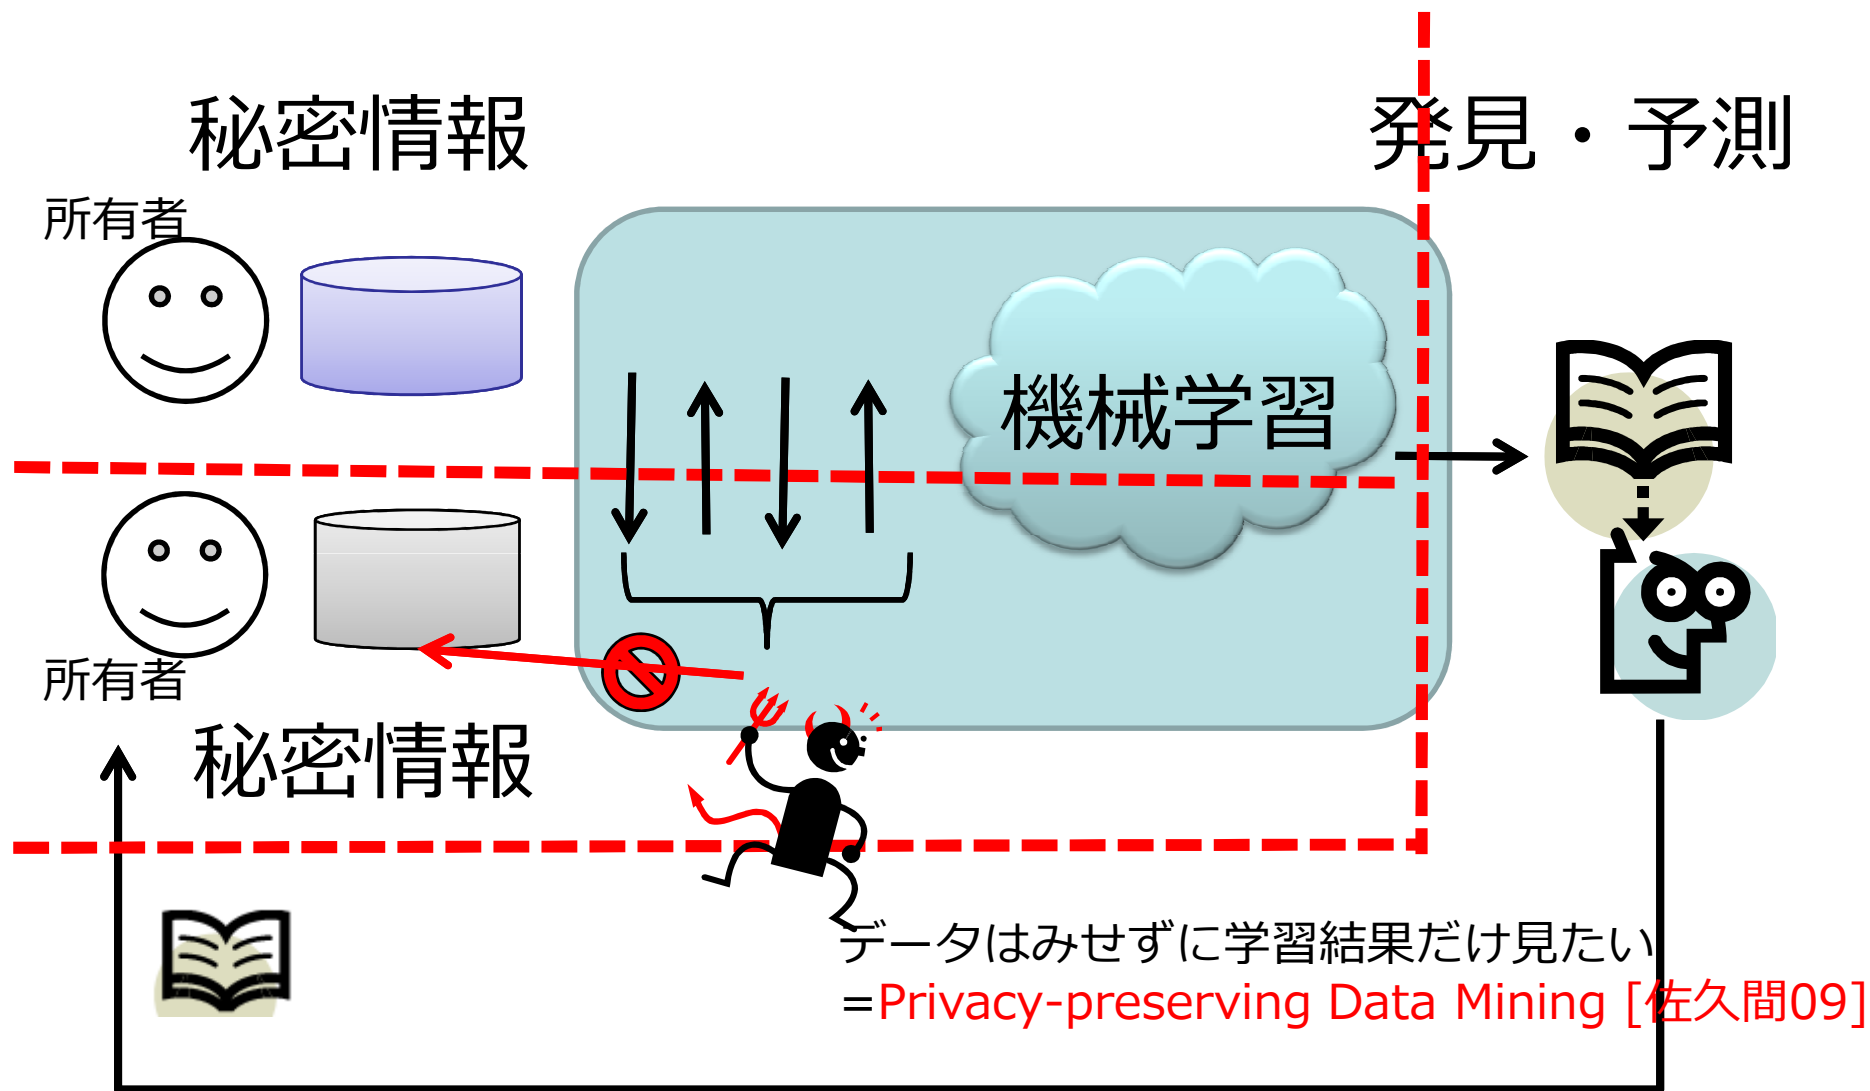 秘密情報
発見・予測
所有者
機械学習
所有者
秘密情報
データはみせずに学習結果だけ見たい
=Privacy-preserving Data Mining [佐久間09]